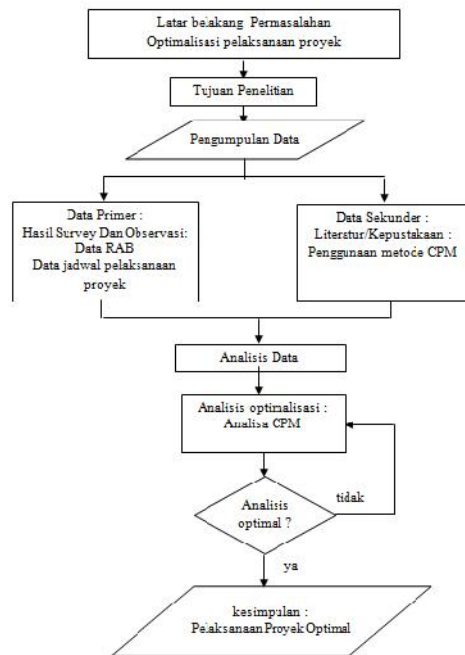 Latar belakang Permasalahan
Optimalisasi pelaksanaan proyek
Tujuan Penelitian
Pengumpulan Data
Data Primer :
Hasil Survey Dan Observasi:
Data RAB
Data jadwal pelaksanaan
proyek
Data Sekunder :
Literatur/Kepustakaan :
Penggunaan metode CPM
Analisis Data
Analisis optimalisasi :
Analisa CPM
Analisis
optimal ?
tidak
ya
kesimpulan :
Pelaksanaan Proyek Optimal